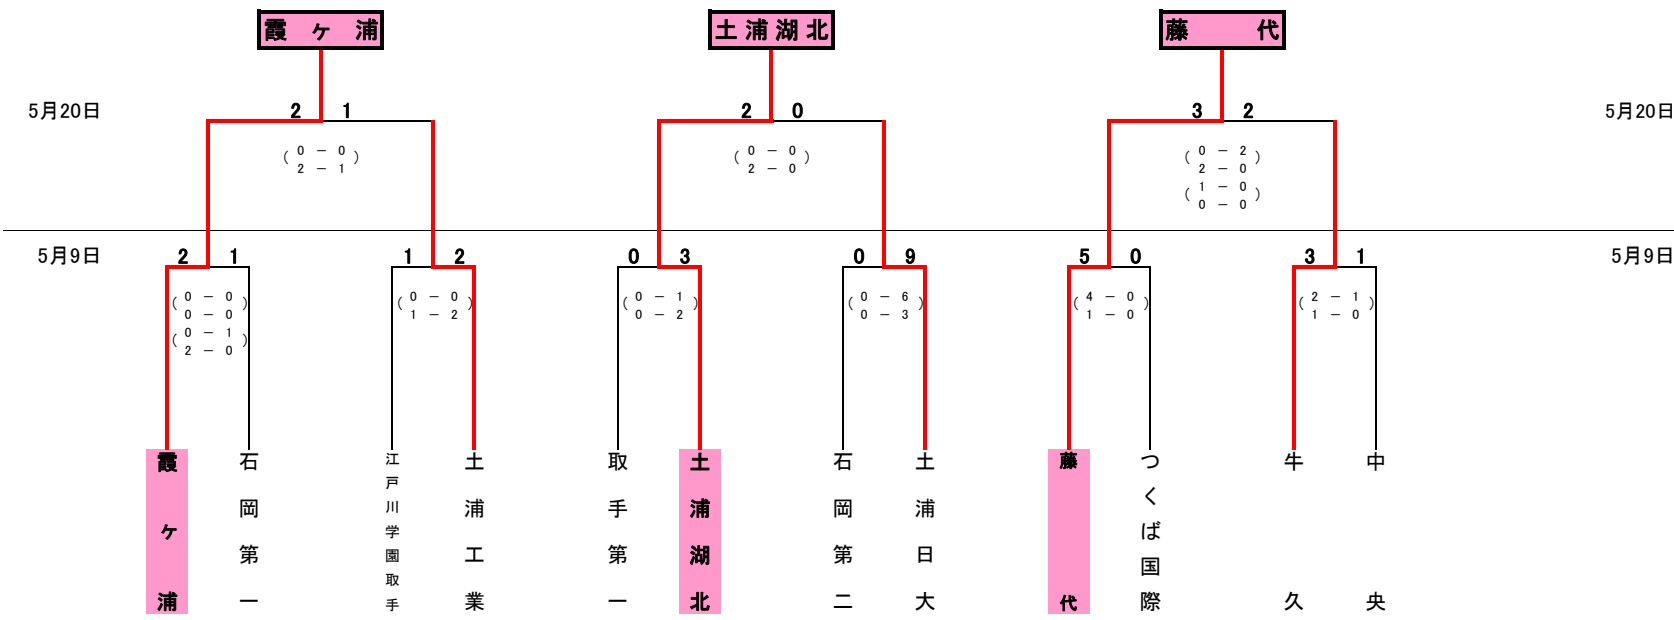 霞ヶ浦 土浦湖北 藤代
5月20日 2 1 2 0 3 2 5月20日
( 0 － 0 ) ( 0 － 0 ) ( 0 － 2 )
2 － 1 2 － 0 2 － 0
( 1 － 0 )
0 － 0
5月9日 2 1 1 2 0 3 0 9 5 0 3 1 5月9日
( 0 － 0 ) ( 0 － 0 ) ( 0 － 1 ) ( 0 － 6 ) ( 4 － 0 ) ( 2 － 1 )
0 － 0 1 － 2 0 － 2 0 － 3 1 － 0 1 － 0
( 0 － 1 )
2 － 0
霞ヶ浦
石岡第一
江戸川学園取手
土浦工業
取手第一
土浦湖北
石岡第二
土浦日大
藤代
つくば国際
牛久
中央